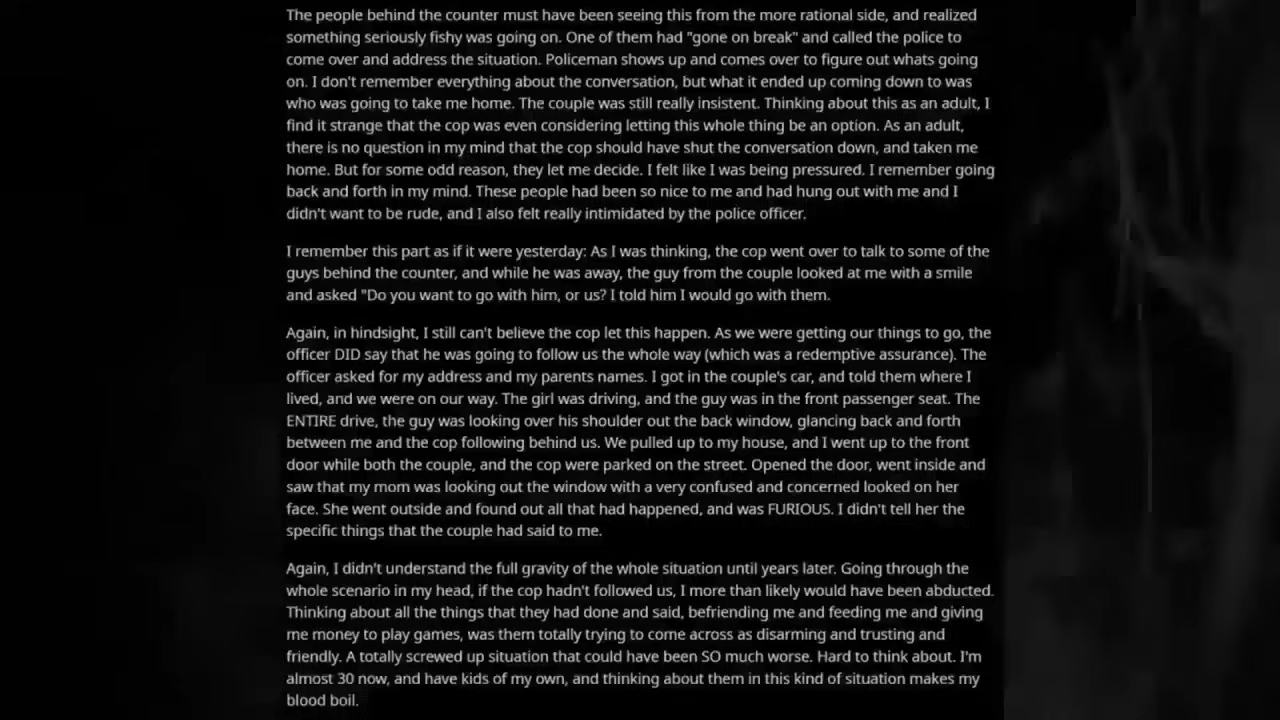 The people behind the counter must have been seeing this from the more rational side, and realized
something seriously fishy was going on. One of them had "gone on break" and called the police to
come over and address the situation. Policeman shows up and comes over to figure out whats going
on. I don't remember everything about the conversation, but what it ended up coming down to was
who was going to take me home. The couple was still really insistent. Thinking about this as an adult, I
find it strange that the cop was even considering letting this whole thing be an option. As an adult,
there is no question in my mind that the cop should have shut the conversation down, and taken me
home. But for some odd reason, they let me decide. I felt like I was being pressured. I remember going
back and forth in my mind. These people had been so nice to me and had hung out with me and I
didn't want to be rude, and I also felt really intimidated by the police officer.
I remember this part as if it were yesterday: As I was thinking, the cop went over to talk to some of the
guys behind the counter, and while he was away, the guy from the couple looked at me with a smile
and asked "Do you want to go with him, or us? I told him I would go with them.
Again, in hindsight, I still can't believe the cop let this happen. As we were getting our things to go, the
officer DID say that he was going to follow us the whole way (which was a redemptive assurance). The
officer asked for my address and my parents names. I got in the couple's car, and told them where I
lived, and we were on our way. The girl was driving, and the guy was in the front passenger seat. The
ENTIRE drive, the guy was looking over his shoulder out the back window, glancing back and forth
between me and the cop following behind us. We pulled up to my house, and I went up to the front
door while both the couple, and the cop were parked on the street. Opened the door, went inside and
saw that my mom was looking out the window with a very confused and concerned looked on her
face. She went outside and found out all that had happened, and was FURIOUS. I didn't tell her the
specific things that the couple had said to me.
Again, I didn't understand the full gravity of the whole situation until years later. Going through the
whole scenario in my head, if the cop hadn't followed us, I more than likely would have been abducted.
Thinking about all the things that they had done and said, befriending me and feeding me and giving
me money to play games, was them totally trying to come across as disarming and trusting and
friendly. A totally screwed up situation that could have been SO much worse. Hard to think about. I'm
almost 30 now, and have kids of my own, and thinking about them in this kind of situation makes my
blood boil.